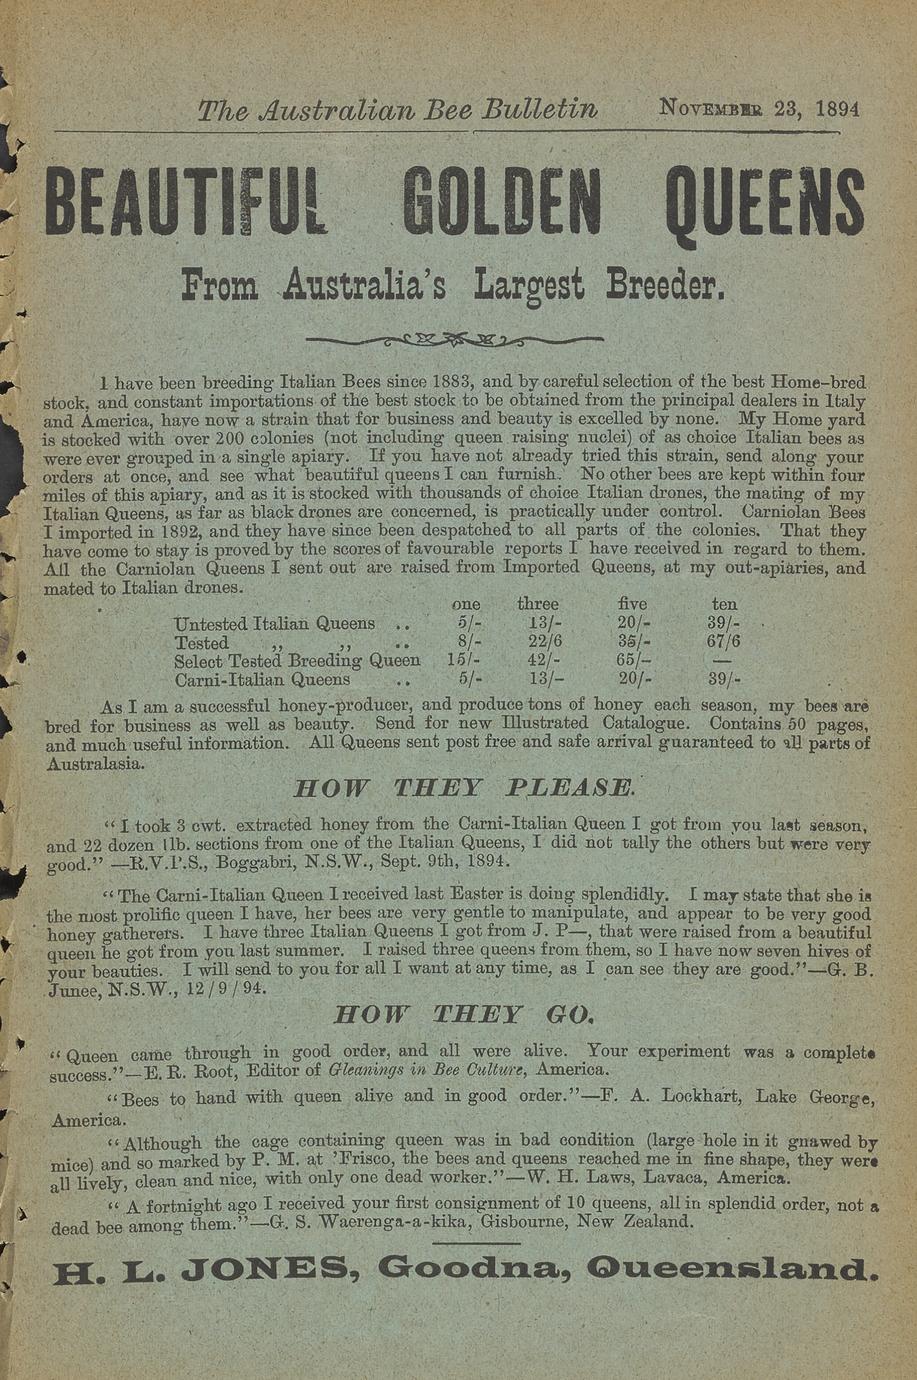 The Australian Bee Bulletin November 23, 1894
BEAUTIFUL GOLDEN QUEENS
From Australia's Largest Breeder.
I have been breeding Italian Bees since 1883, and by careful selection of the best Home-bred
stock, and constant importations of the best stock to be obtained from the principal dealers in Italy
and America, have now a strain that for business and beauty is excelled by none. My Home yard
is stocked with over 200 colonies (not including queen raising nuclei) of as choice Italian bees as
were ever grouped in a single apiary. If you have not already tried this strain, send along your
orders at once, and see what beautiful queens I can furnish. No other bees are kept within four
miles of this apiary, and as it is stocked with thousands of choice Italian drones, the mating of my
Italian Queens, as far as black drones are concerned, is practically under control. Carniolan Bees
I imported in 1892, and they have since been despatched to all parts of the colonies. That they
have come to stay is proved by the scores of favourable reports I have received in regard to them.
All the Carniolan Queens I sent out are raised from Imported Queens, at my out-apiaries, and
mated to Italian drones.
one three five ten
Untested Italian Queens .. 5/- 13/- 20/- 39/-
Tested ,, ,, .. 8/- 22/6 35/- 67/6
Select Tested Breeding Queen 15/- 42/- 65/- —
Carni-Italian Queens .. 5/- 13/- 20/- 39/-
As I am a successful honey-producer, and produce tons of honey each season, my bees are
bred for business as well as beauty. Send for new Illustrated Catalogue. Contains 50 pages,
and much useful information. All Queens sent post free and safe arrival guaranteed to all parts of
Australasia.
HOW THEY PLEASE.
"I took 3 cwt. extracted honey from the Carni-Italian Queen I got from you last season,
and 22 dozen 1lb. sections from one of the Italian Queens, I did not tally the others but were very
good." —R.V.P.S., Boggabri, N.S.W., Sept. 9th, 1894.
"The Carni-Italian Queen I received last Easter is doing splendidly. I may state that she is
the most prolific queen I have, her bees are very gentle to manipulate, and appear to be very good
honey gatherers. I have three Italian Queens I got from J. P—, that were raised from a beautiful
queen he got from you last summer. I raised three queens from them, so I have now seven hives of
your beauties. I will send to you for all I want at any time, as I can see they are good."—G. B.
Junee, N.S.W., 12/9/94.
HOW THEY GO.
"Queen came through in good order, and all were alive. Your experiment was a complete
success."—E. R. Root, Editor of Gleanings in Bee Culture, America.
"Bees to hand with queen alive and in good order."—F. A. Lockhart, Lake George,
America.
"Although the cage containing queen was in bad condition (large hole in it gnawed by
mice) and so marked by P. M. at 'Frisco, the bees and queens reached me in fine shape, they were
all lively, clean and nice, with only one dead worker."—W. H. Laws, Lavaca, America.
"A fortnight ago I received your first consignment of 10 queens, all in splendid order, not a
dead bee among them."—G. S. Waerenga-a-kika, Gisbourne, New Zealand.
H. L. JONES, Goodna, Queensland.